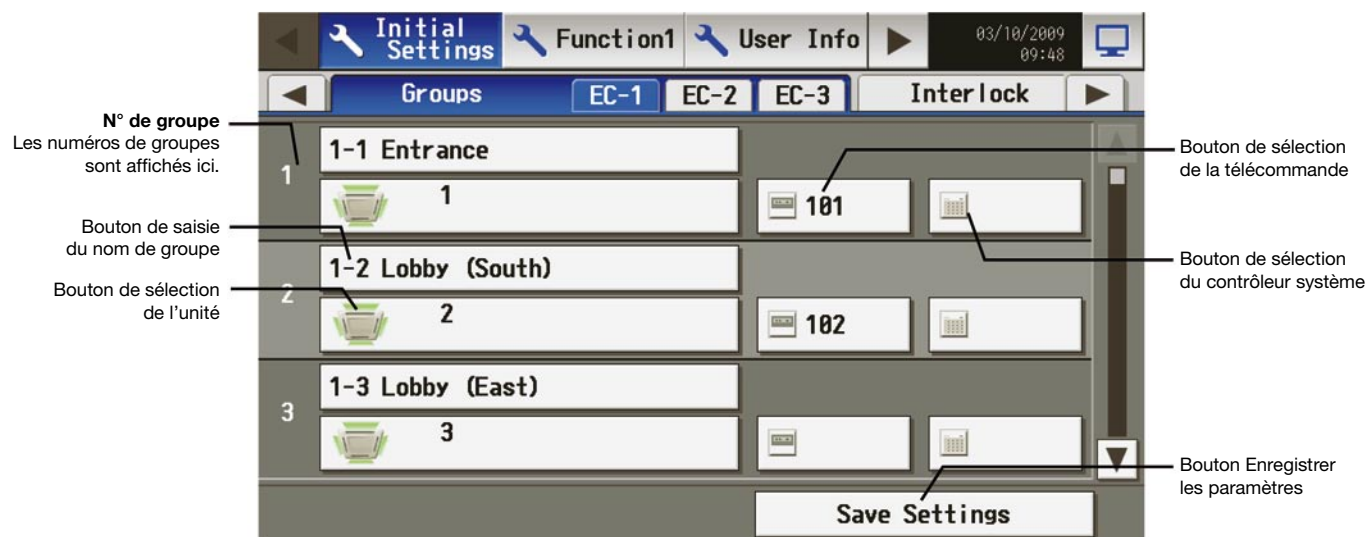 Initial
Settings
Function1
User Info
03/10/2009
09:48
Groups
EC-1
EC-2
EC-3
Interlock
N° de groupe
Les numéros de groupes
sont affichés ici.
1
1-1 Entrance
1
101
Bouton de sélection
de la télécommande
Bouton de saisie
du nom de groupe
2
1-2 Lobby (South)
Bouton de sélection
du contrôleur système
Bouton de sélection
de l'unité
2
102
3
1-3 Lobby (East)
3
Bouton Enregistrer
les paramètres
Save Settings